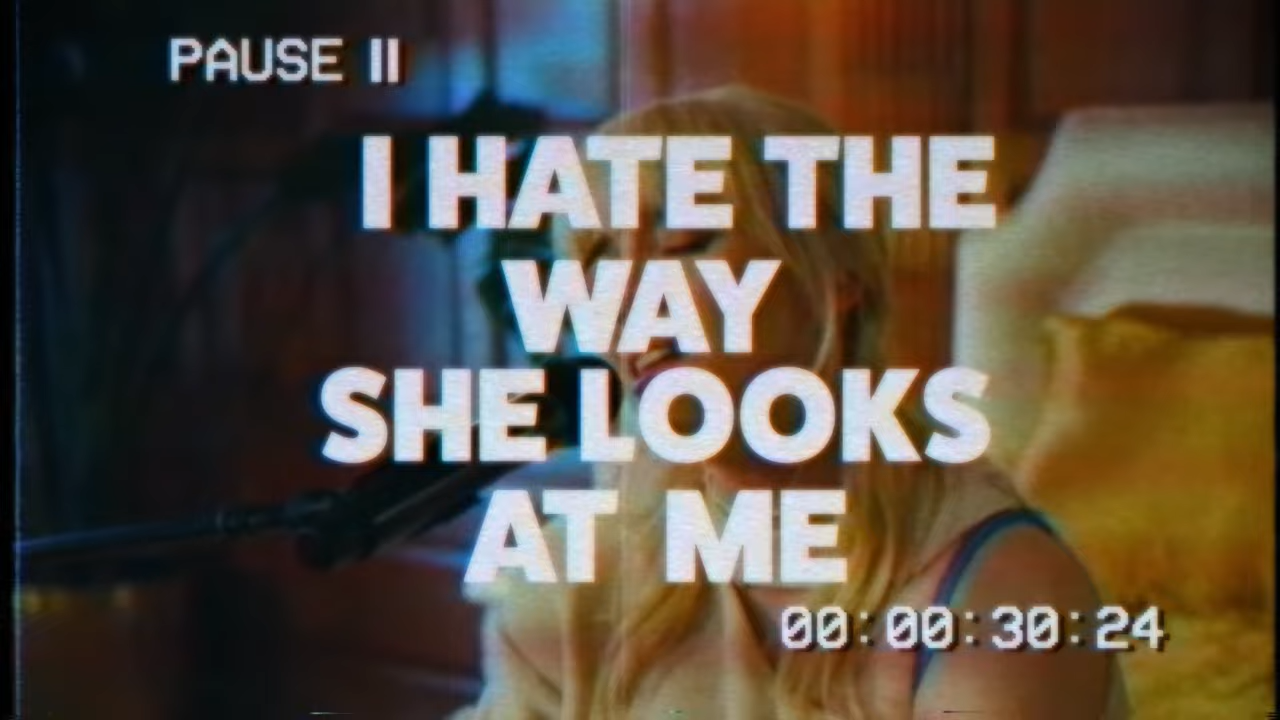 PAUSE II
I HATE THE
WAY
SHE LOOKS
AT ME
00:00:30:24